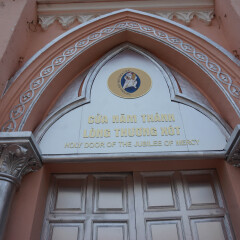 CỬA NĂM THÁNH
LÒNG THƯƠNG XÓT
HOLY DOOR OF THE JUBILEE OF MERCY